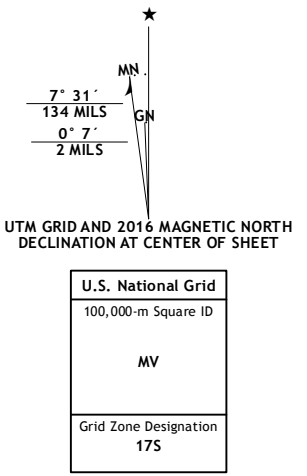 MN
7° 31´
134 MILS
GN
0° 7´
2 MILS
UTM GRID AND 2016 MAGNETIC NORTH
DECLINATION AT CENTER OF SHEET
U.S. National Grid
100,000-m Square ID
MV
Grid Zone Designation
17S